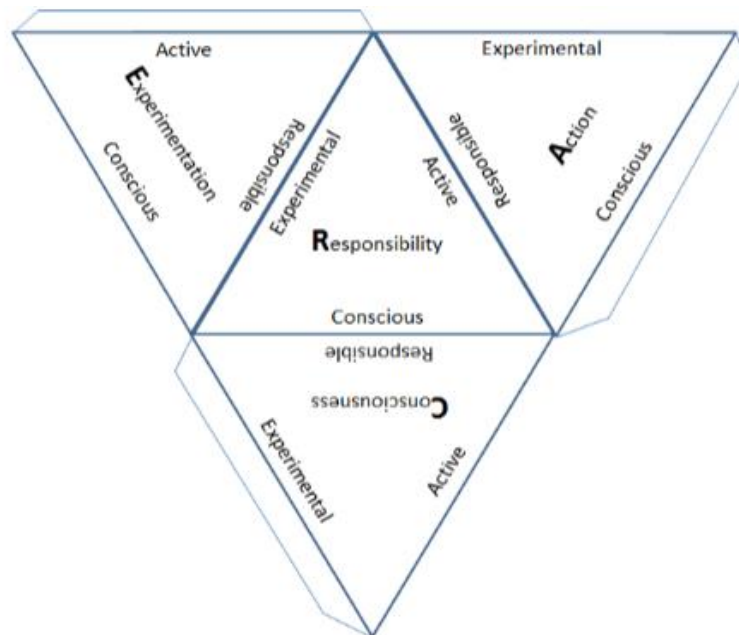 Active
Experimentation
Conscious
Responsible
Experimental
Active
Responsibility
Conscious
Experimental
Action
Responsible
Conscious
Responsible
Consciousness
Experimental
Active